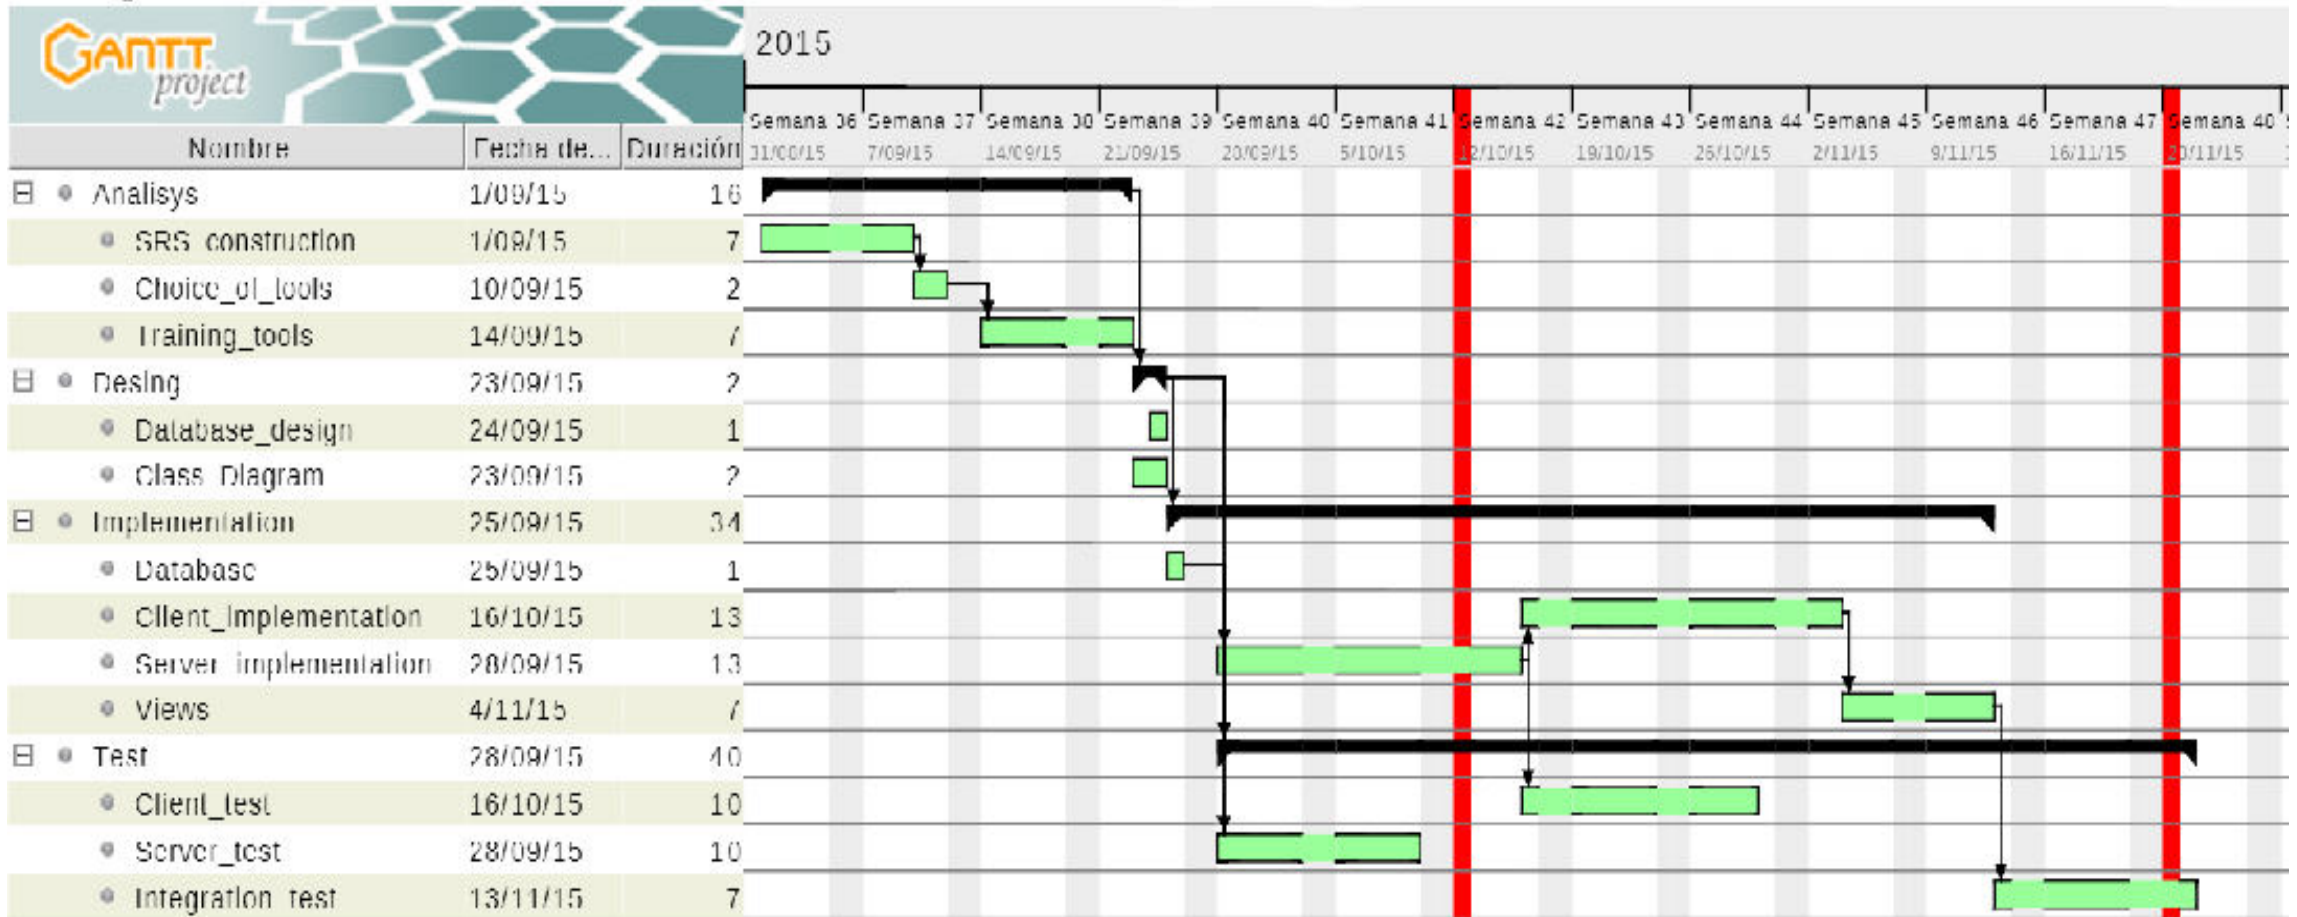 GANTT
project
2015
Semana 36 Semana 37 Semana 38 Semana 39 Semana 40 Semana 41 Semana 42 Semana 43 Semana 44 Semana 45 Semana 46 Semana 47 Semana 48
Nombre Fecha de... Duración 31/08/15 7/09/15 14/09/15 21/09/15 28/09/15 5/10/15 12/10/15 19/10/15 26/10/15 2/11/15 9/11/15 16/11/15 23/11/15
Analisys 1/09/15 16
SRS_construction 1/09/15 7
Choice_of_tools 10/09/15 2
Training_tools 14/09/15 7
Desing 23/09/15 2
Database_design 24/09/15 1
Class_Diagram 23/09/15 2
Implementation 25/09/15 34
Database 25/09/15 1
Client_implementation 16/10/15 13
Server_implementation 28/09/15 13
Views 4/11/15 7
Test 28/09/15 40
Client_test 16/10/15 10
Server_test 28/09/15 10
Integration_test 13/11/15 7